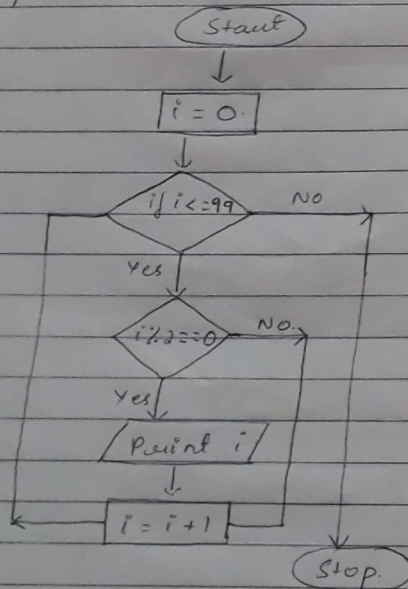 Start
i = 0.
if i<=99
NO
Yes
i%2==0
NO.
Yes
Print i
i = i+1
Stop.